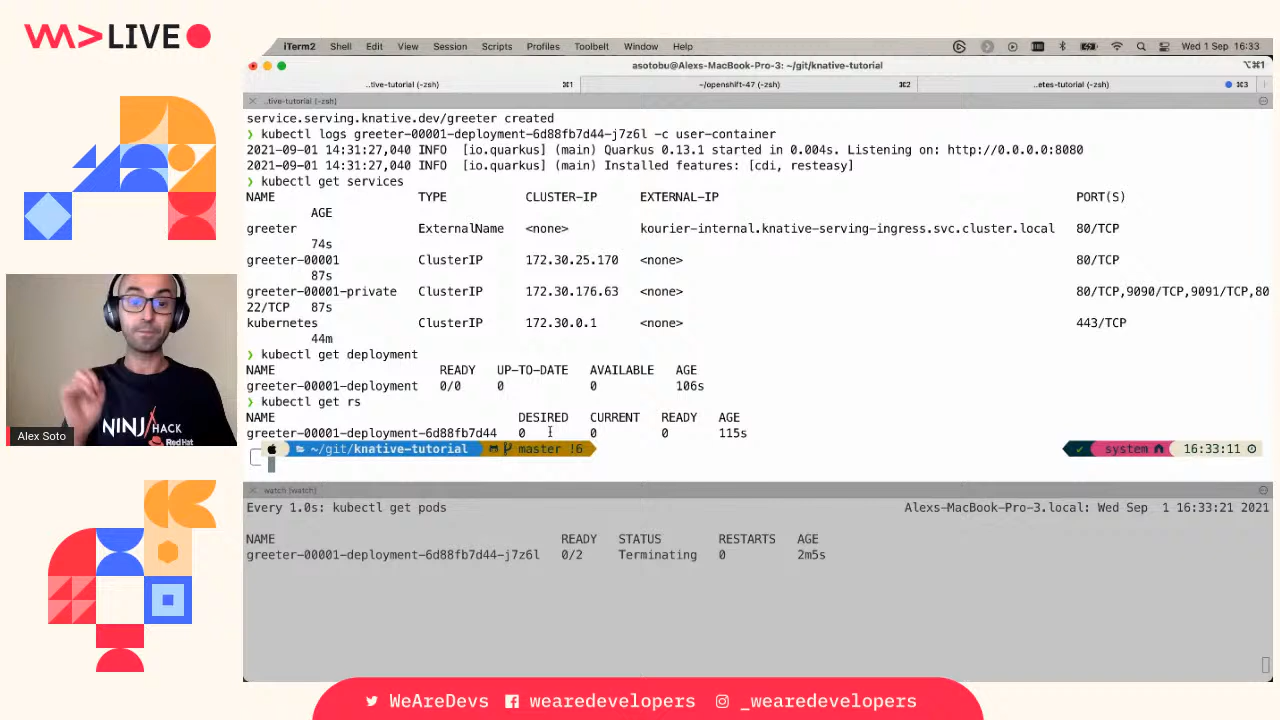 WA>LIVE
iTerm2 Shell Edit View Session Scripts Profiles Toolbelt Window Help Wed 1 Sep 16:33
asotobu@Alexs-MacBook-Pro-3: ~/git/knative-tutorial ⌥⌘1
..tive-tutorial (-zsh) ⌘1 ~/openshift-47 (-zsh) ⌘2 ..etes-tutorial (-zsh) ⌘3
..tive-tutorial (-zsh)
service.serving.knative.dev/greeter created
❯ kubectl logs greeter-00001-deployment-6d88fb7d44-j7z6l -c user-container
2021-09-01 14:31:27,040 INFO [io.quarkus] (main) Quarkus 0.13.1 started in 0.004s. Listening on: http://0.0.0.0:8080
2021-09-01 14:31:27,040 INFO [io.quarkus] (main) Installed features: [cdi, resteasy]
❯ kubectl get services
NAME TYPE CLUSTER-IP EXTERNAL-IP PORT(S)
AGE
greeter ExternalName <none> kourier-internal.knative-serving-ingress.svc.cluster.local 80/TCP
74s
greeter-00001 ClusterIP 172.30.25.170 <none> 80/TCP
87s
greeter-00001-private ClusterIP 172.30.176.63 <none> 80/TCP,9090/TCP,9091/TCP,80
22/TCP 87s
kubernetes ClusterIP 172.30.0.1 <none> 443/TCP
44m
❯ kubectl get deployment
NAME READY UP-TO-DATE AVAILABLE AGE
greeter-00001-deployment 0/0 0 0 106s
❯ kubectl get rs
NAME DESIRED CURRENT READY AGE
greeter-00001-deployment-6d88fb7d44 0 0 0 115s
~/git/knative-tutorial master !6 ✓ system 16:33:11
watch (watch)
Every 1.0s: kubectl get pods Alexs-MacBook-Pro-3.local: Wed Sep 1 16:33:21 2021
NAME READY STATUS RESTARTS AGE
greeter-00001-deployment-6d88fb7d44-j7z6l 0/2 Terminating 0 2m5s
NINJ HACK
Red Hat
Alex Soto
WeAreDevs wearedevelopers _wearedevelopers